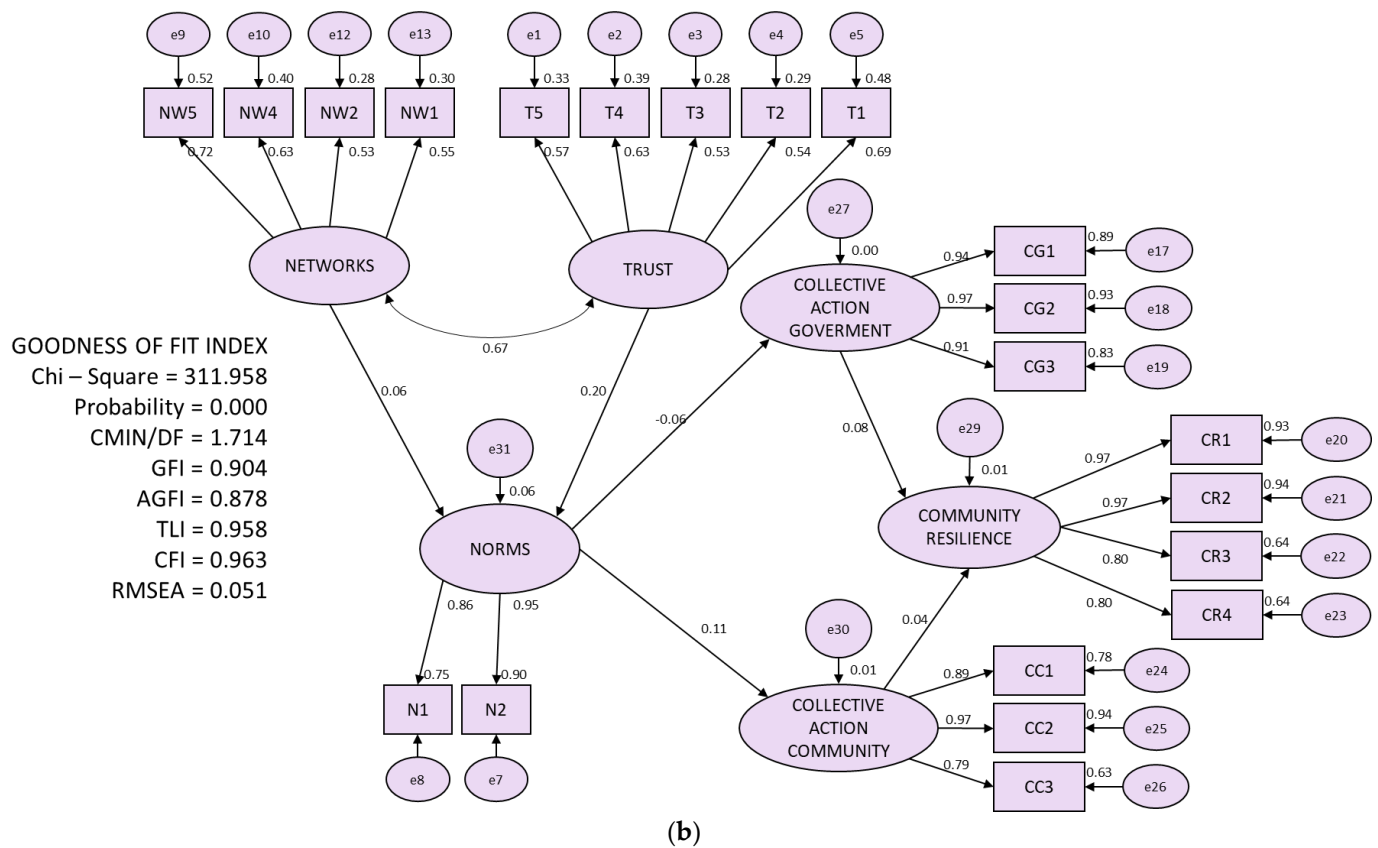 e9
e10
e12
e13
e1
e2
e3
e4
e5
0.52
0.40
0.28
0.30
0.33
0.39
0.28
0.29
0.48
NW5
NW4
NW2
NW1
T5
T4
T3
T2
T1
0.72
0.63
0.53
0.55
0.57
0.63
0.53
0.54
0.69
NETWORKS
TRUST
0.67
e27
0.00
COLLECTIVE
ACTION
GOVERMENT
0.94
0.97
0.91
CG1
CG2
CG3
0.89
0.93
0.83
e17
e18
e19
GOODNESS OF FIT INDEX
Chi – Square = 311.958
Probability = 0.000
CMIN/DF = 1.714
GFI = 0.904
AGFI = 0.878
TLI = 0.958
CFI = 0.963
RMSEA = 0.051
0.06
0.20
-0.06
0.08
e31
0.06
NORMS
0.86
0.95
0.75
0.90
N1
N2
e8
e7
0.11
e29
0.01
COMMUNITY
RESILIENCE
0.97
0.97
0.80
0.80
CR1
CR2
CR3
CR4
0.93
0.94
0.64
0.64
e20
e21
e22
e23
0.04
e30
0.01
COLLECTIVE
ACTION
COMMUNITY
0.89
0.97
0.79
CC1
CC2
CC3
0.78
0.94
0.63
e24
e25
e26
(b)